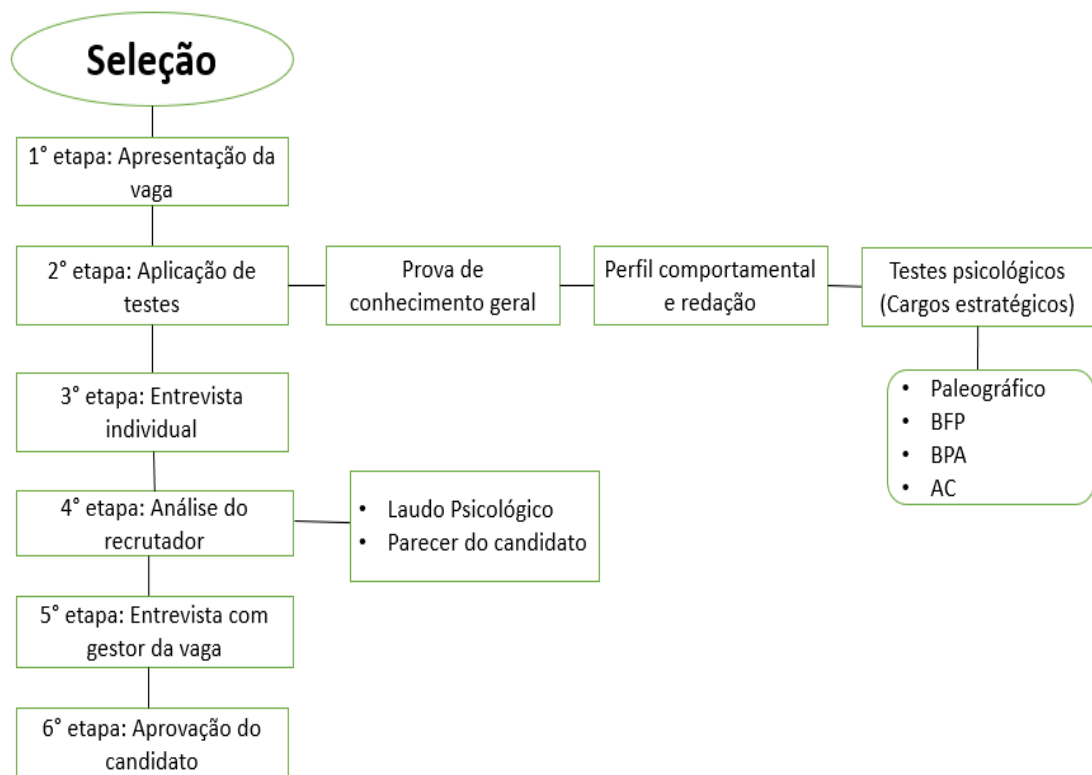 Seleção
1° etapa: Apresentação da
vaga
2° etapa: Aplicação de
testes
Prova de
conhecimento geral
Perfil comportamental
e redação
Testes psicológicos
(Cargos estratégicos)
• Paleográfico
• BFP
• BPA
• AC
3° etapa: Entrevista
individual
4° etapa: Análise do
recrutador
• Laudo Psicológico
• Parecer do candidato
5° etapa: Entrevista com
gestor da vaga
6° etapa: Aprovação do
candidato